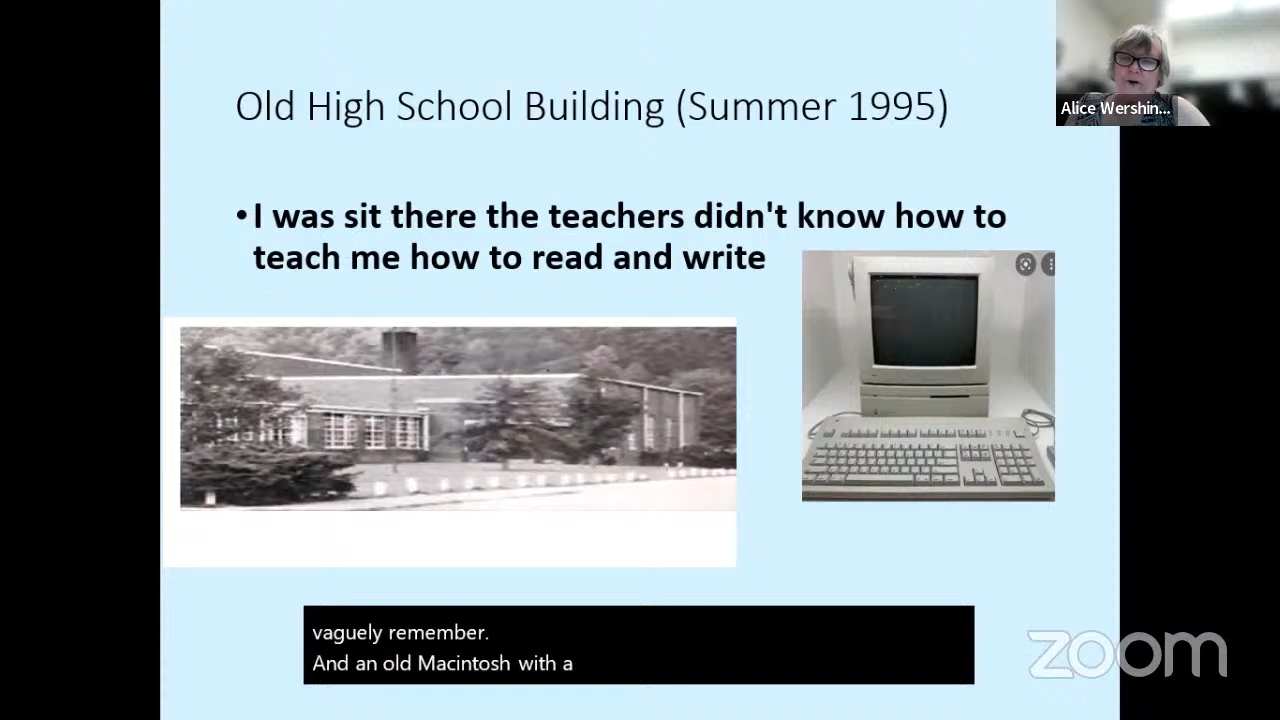 Old High School Building (Summer 1995)
Alice Wershin...
• I was sit there the teachers didn't know how to
teach me how to read and write
vaguely remember.
And an old Macintosh with a
zoom